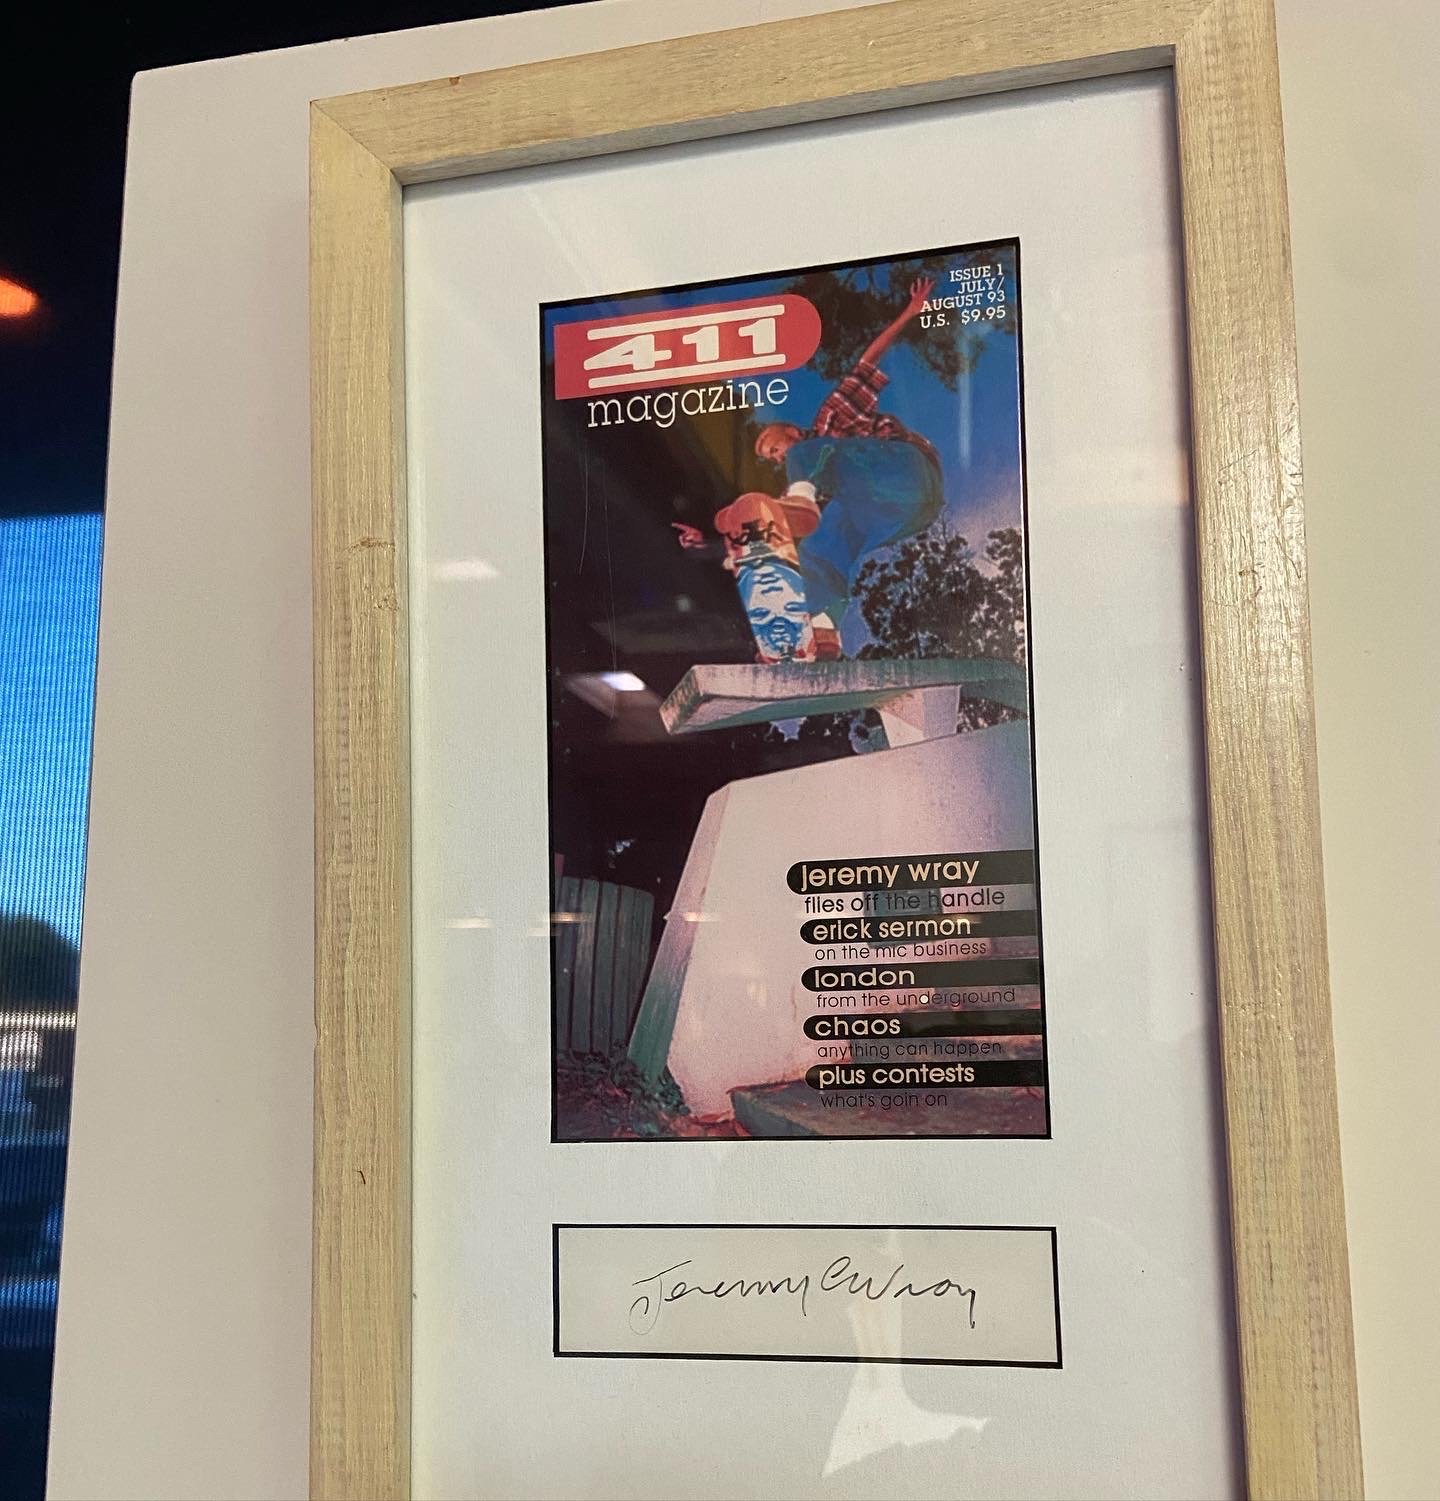 411
magazine
ISSUE 1
JULY/
AUGUST 93
U.S. $9.95
jeremy wray
flies off the handle
erick sermon
on the mic business
london
from the underground
chaos
anything can happen
plus contests
what's goin on
Jeremy Wray